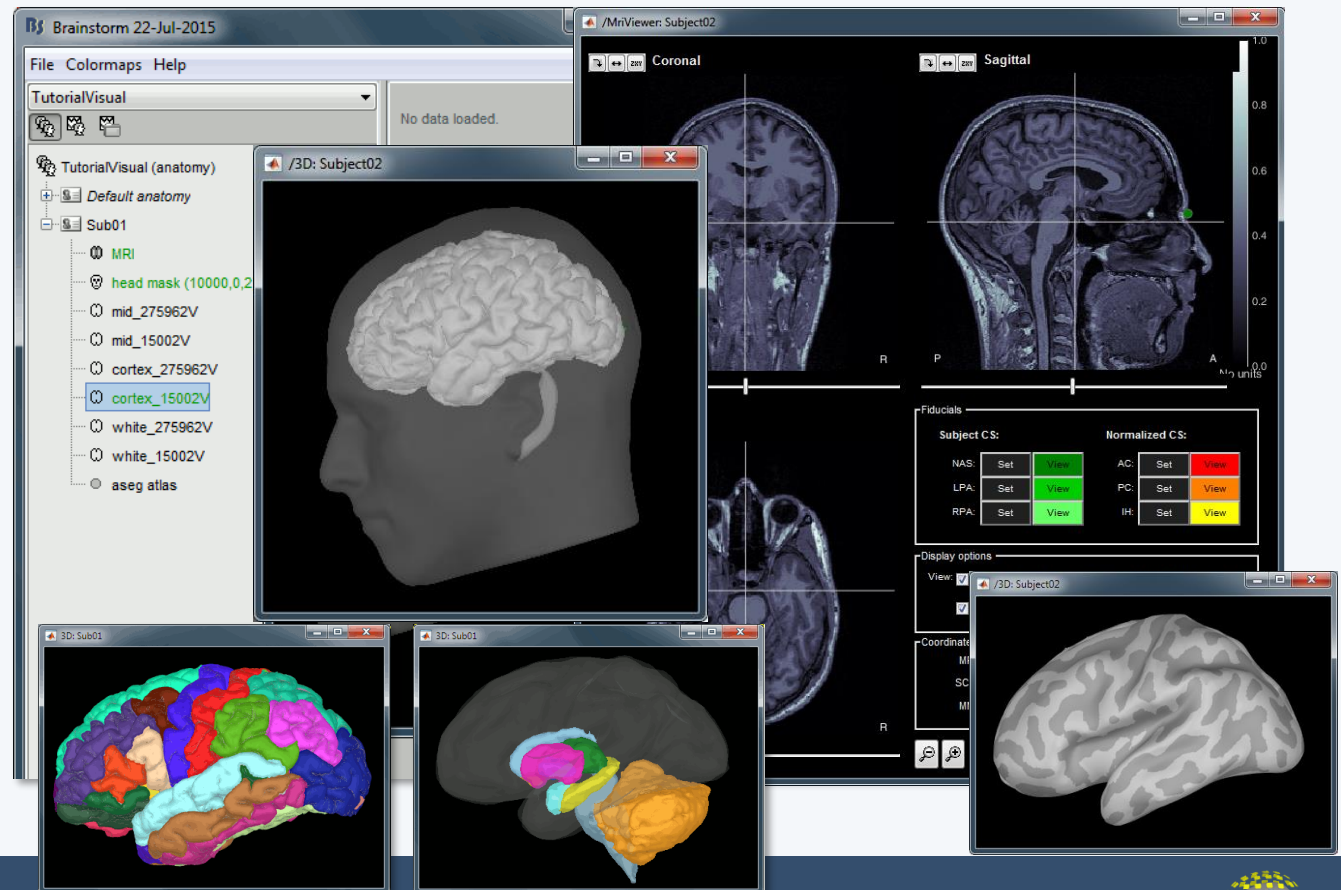 Brainstorm 22-Jul-2015
File Colormaps Help
TutorialVisual
No data loaded.
TutorialVisual (anatomy)
Default anatomy
Sub01
MRI
head mask (10000,0,2
mid_275962V
mid_15002V
cortex_275962V
cortex_15002V
white_275962V
white_15002V
aseg atlas
/3D: Subject02
/MriViewer: Subject02
Coronal
Sagittal
1.0
0.8
0.6
0.4
0.2
0.0
No units
R
P
A
R
Fiducials
Subject CS:
Normalized CS:
NAS: Set View
AC: Set View
LPA: Set View
PC: Set View
RPA: Set View
IH: Set View
Display options
View:
Coordinate
SC
/3D: Subject02
3D: Sub01
3D: Sub01